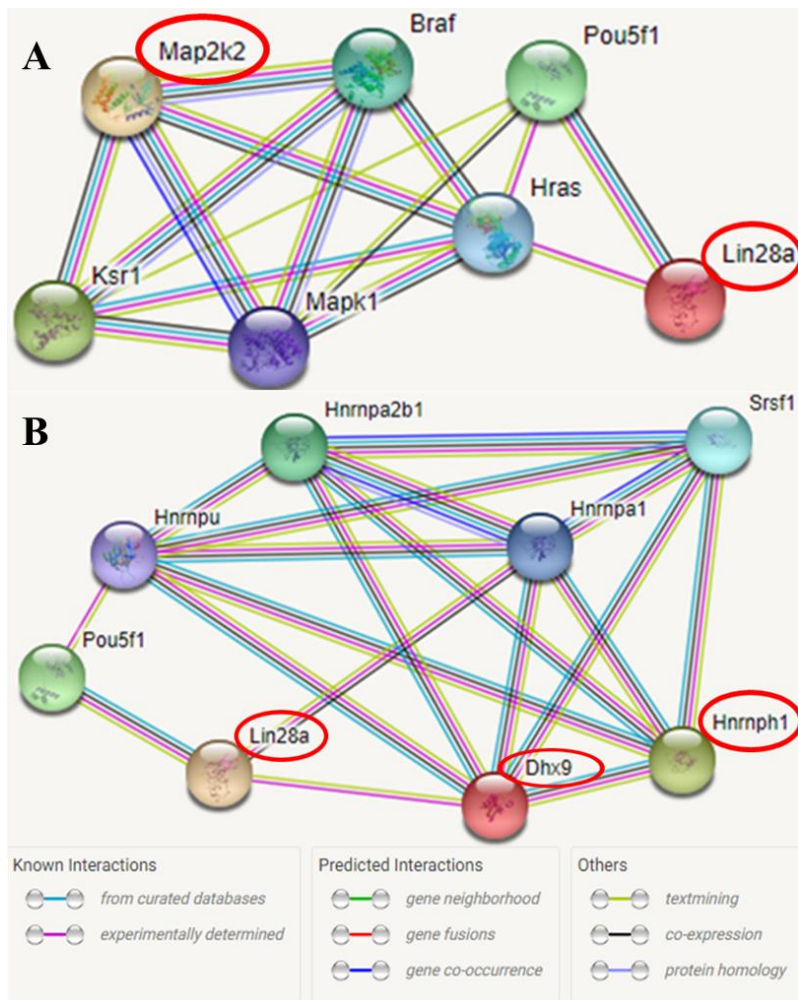 A
Map2k2
Braf
Pou5f1
Hras
Lin28a
Ksr1
Mapk1
B
Hnrnpa2b1
Srsf1
Hnrnpu
Hnrnpa1
Pou5f1
Lin28a
Dhx9
Hnrnph1
Known Interactions
from curated databases
experimentally determined
Predicted Interactions
gene neighborhood
gene fusions
gene co-occurrence
Others
textmining
co-expression
protein homology